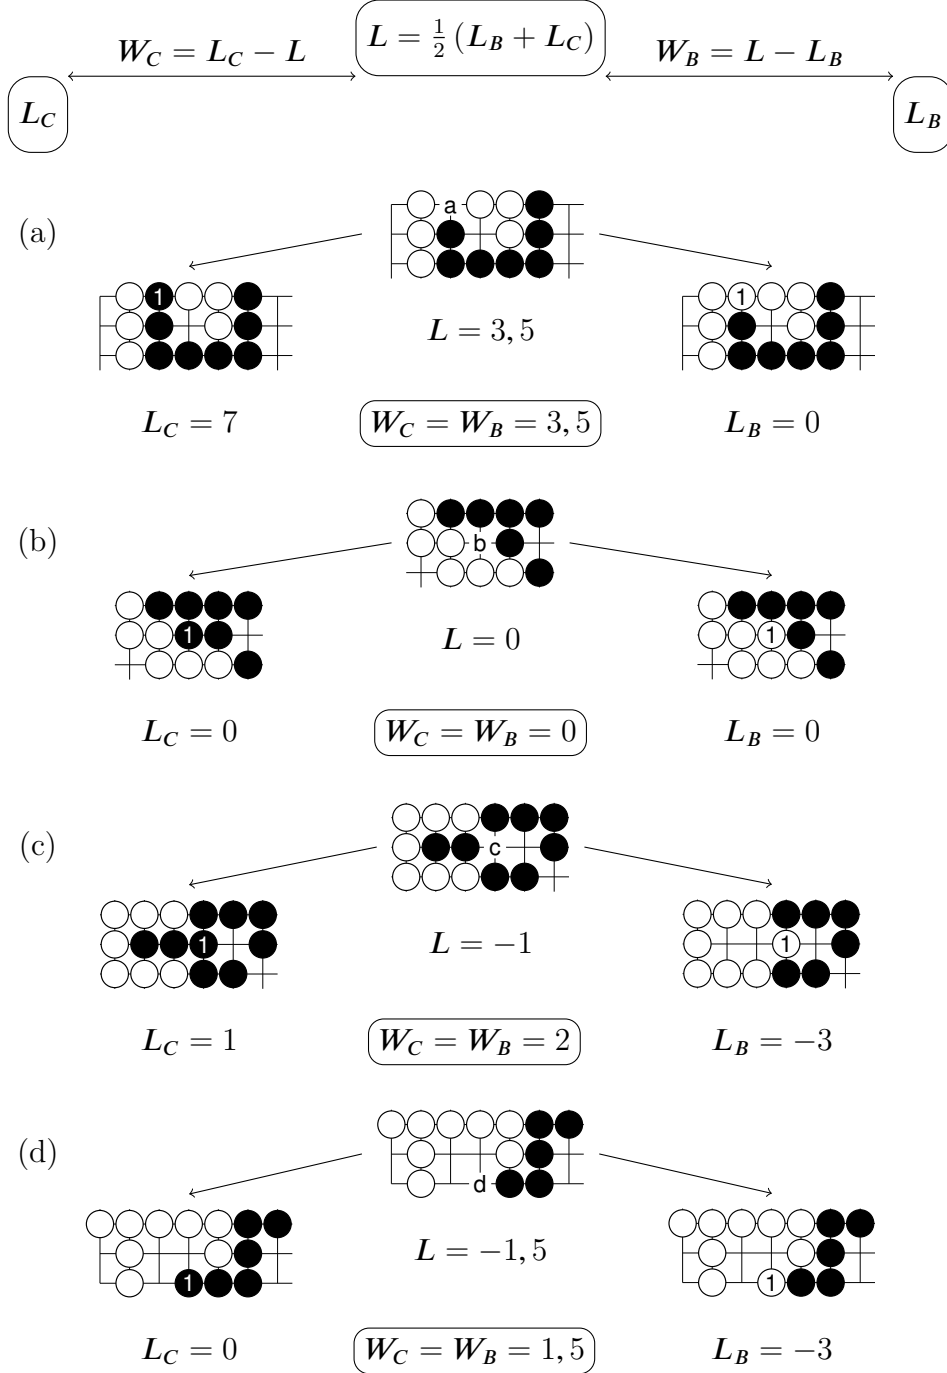 W_C = L_C − L L = 1/2 (L_B + L_C) W_B = L − L_B
L_C L_B
(a)
a
1 1
L = 3, 5
L_C = 7 W_C = W_B = 3, 5 L_B = 0
(b)
b
1 1
L = 0
L_C = 0 W_C = W_B = 0 L_B = 0
(c)
c
1 1
L = −1
L_C = 1 W_C = W_B = 2 L_B = −3
(d)
d
1 1
L = −1, 5
L_C = 0 W_C = W_B = 1, 5 L_B = −3